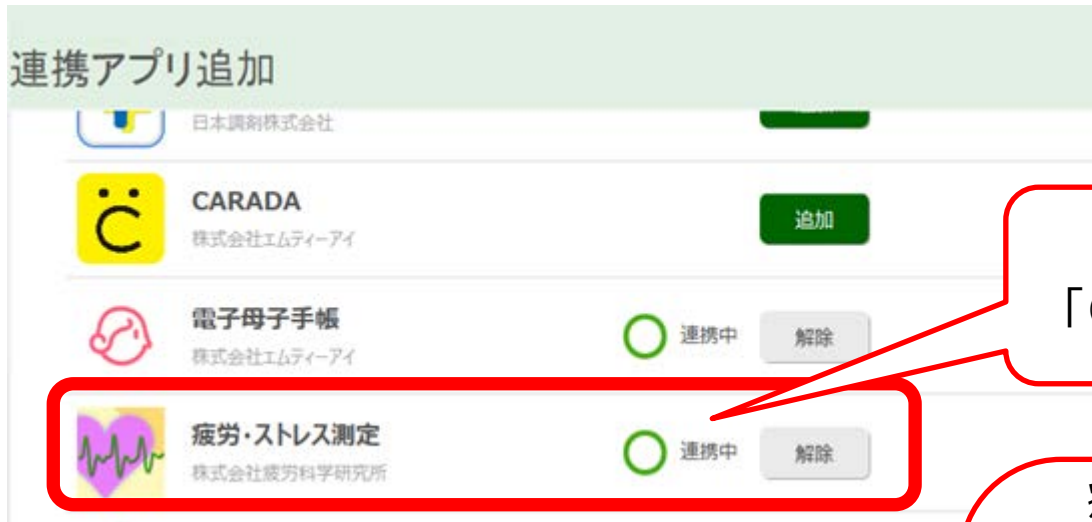 連携アプリ追加
日本調剤株式会社
CARADA
株式会社エムティーアイ
追加
電子母子手帳
株式会社エムティーアイ
連携中
解除
疲労・ストレス測定
株式会社疲労科学研究所
連携中
解除
「